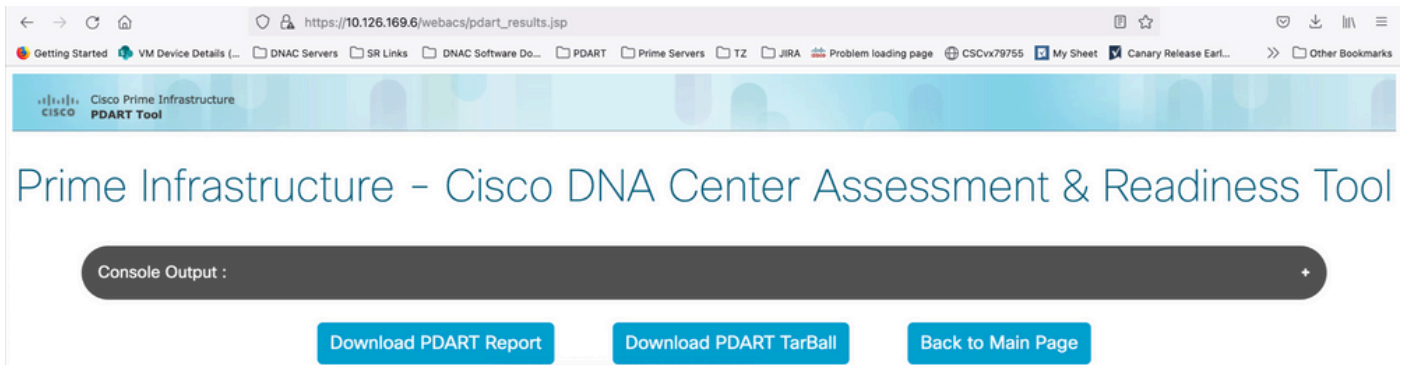 https://10.126.169.6/webacs/pdart_results.jsp
Getting Started VM Device Details (... DNAC Servers SR Links DNAC Software Do... PDART Prime Servers TZ JIRA Problem loading page CSCvx79755 My Sheet Canary Release Earl... Other Bookmarks
CISCO Cisco Prime Infrastructure
PDART Tool
Prime Infrastructure - Cisco DNA Center Assessment & Readiness Tool
Console Output : +
Download PDART Report Download PDART TarBall Back to Main Page